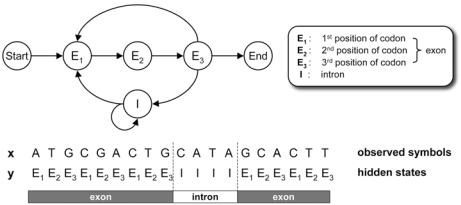 Start E₁ E₂ E₃ End
I
E₁ : 1st position of codon
E₂ : 2nd position of codon exon
E₃ : 3rd position of codon
I : intron
x A T G C G A C T G C A T A G C A C T T observed symbols
y E₁ E₂ E₃ E₁ E₂ E₃ E₁ E₂ E₃ I I I I E₁ E₂ E₃ E₁ E₂ E₃ hidden states
exon intron exon